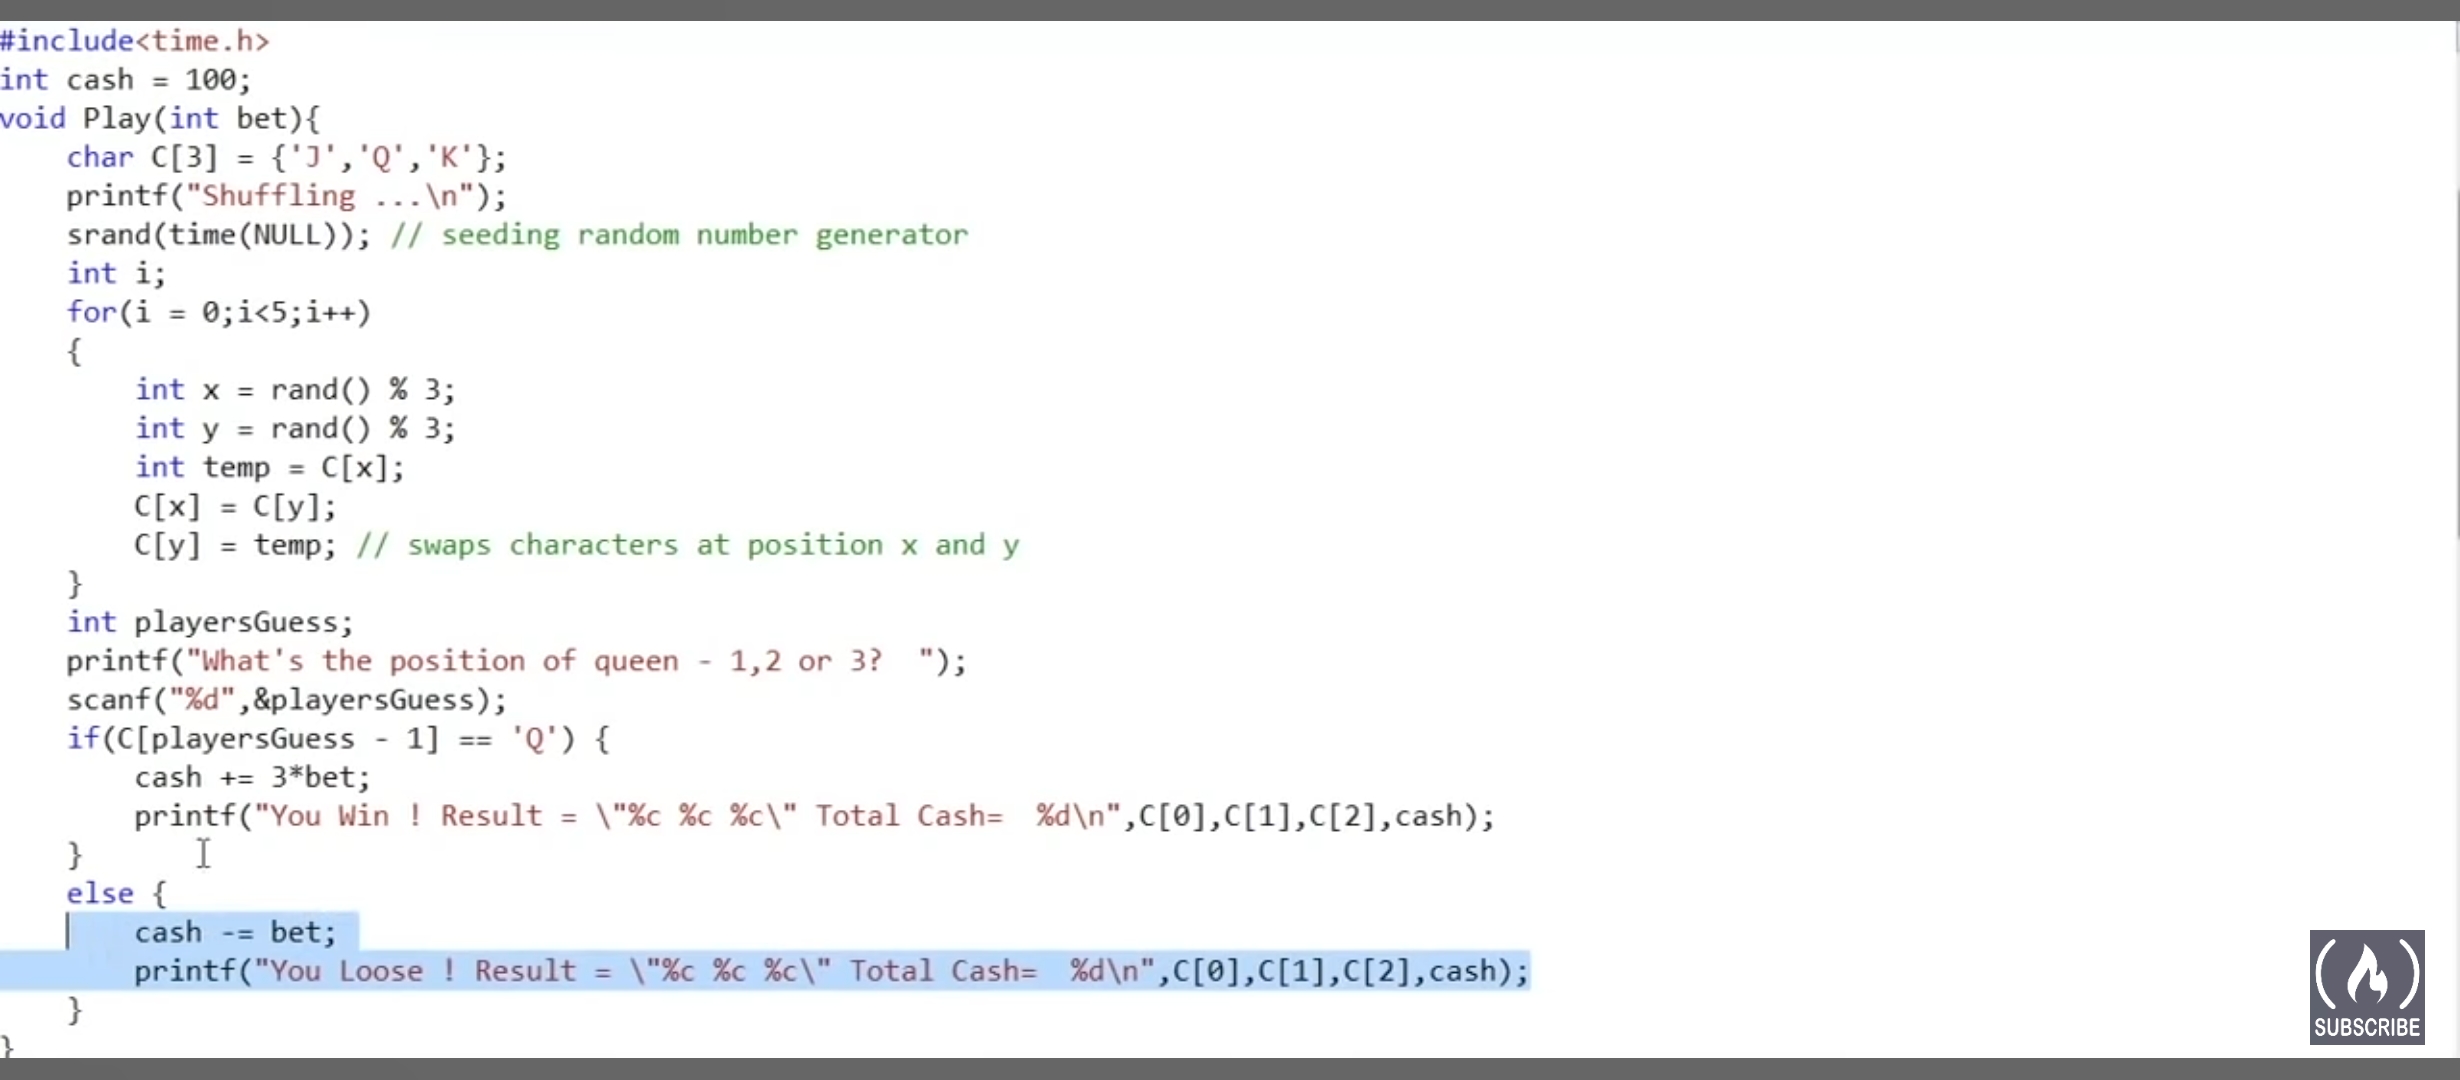 #include<time.h>
int cash = 100;
void Play(int bet){
    char C[3] = {'J','Q','K'};
    printf("Shuffling ...\n");
    srand(time(NULL)); // seeding random number generator
    int i;
    for(i = 0;i<5;i++)
    {
        int x = rand() % 3;
        int y = rand() % 3;
        int temp = C[x];
        C[x] = C[y];
        C[y] = temp; // swaps characters at position x and y
    }
    int playersGuess;
    printf("What's the position of queen - 1,2 or 3?  ");
    scanf("%d",&playersGuess);
    if(C[playersGuess - 1] == 'Q') {
        cash += 3*bet;
        printf("You Win ! Result = \"%c %c %c\" Total Cash=  %d\n",C[0],C[1],C[2],cash);
    }
    else {
        cash -= bet;
        printf("You Loose ! Result = \"%c %c %c\" Total Cash=  %d\n",C[0],C[1],C[2],cash);
    }
}
SUBSCRIBE